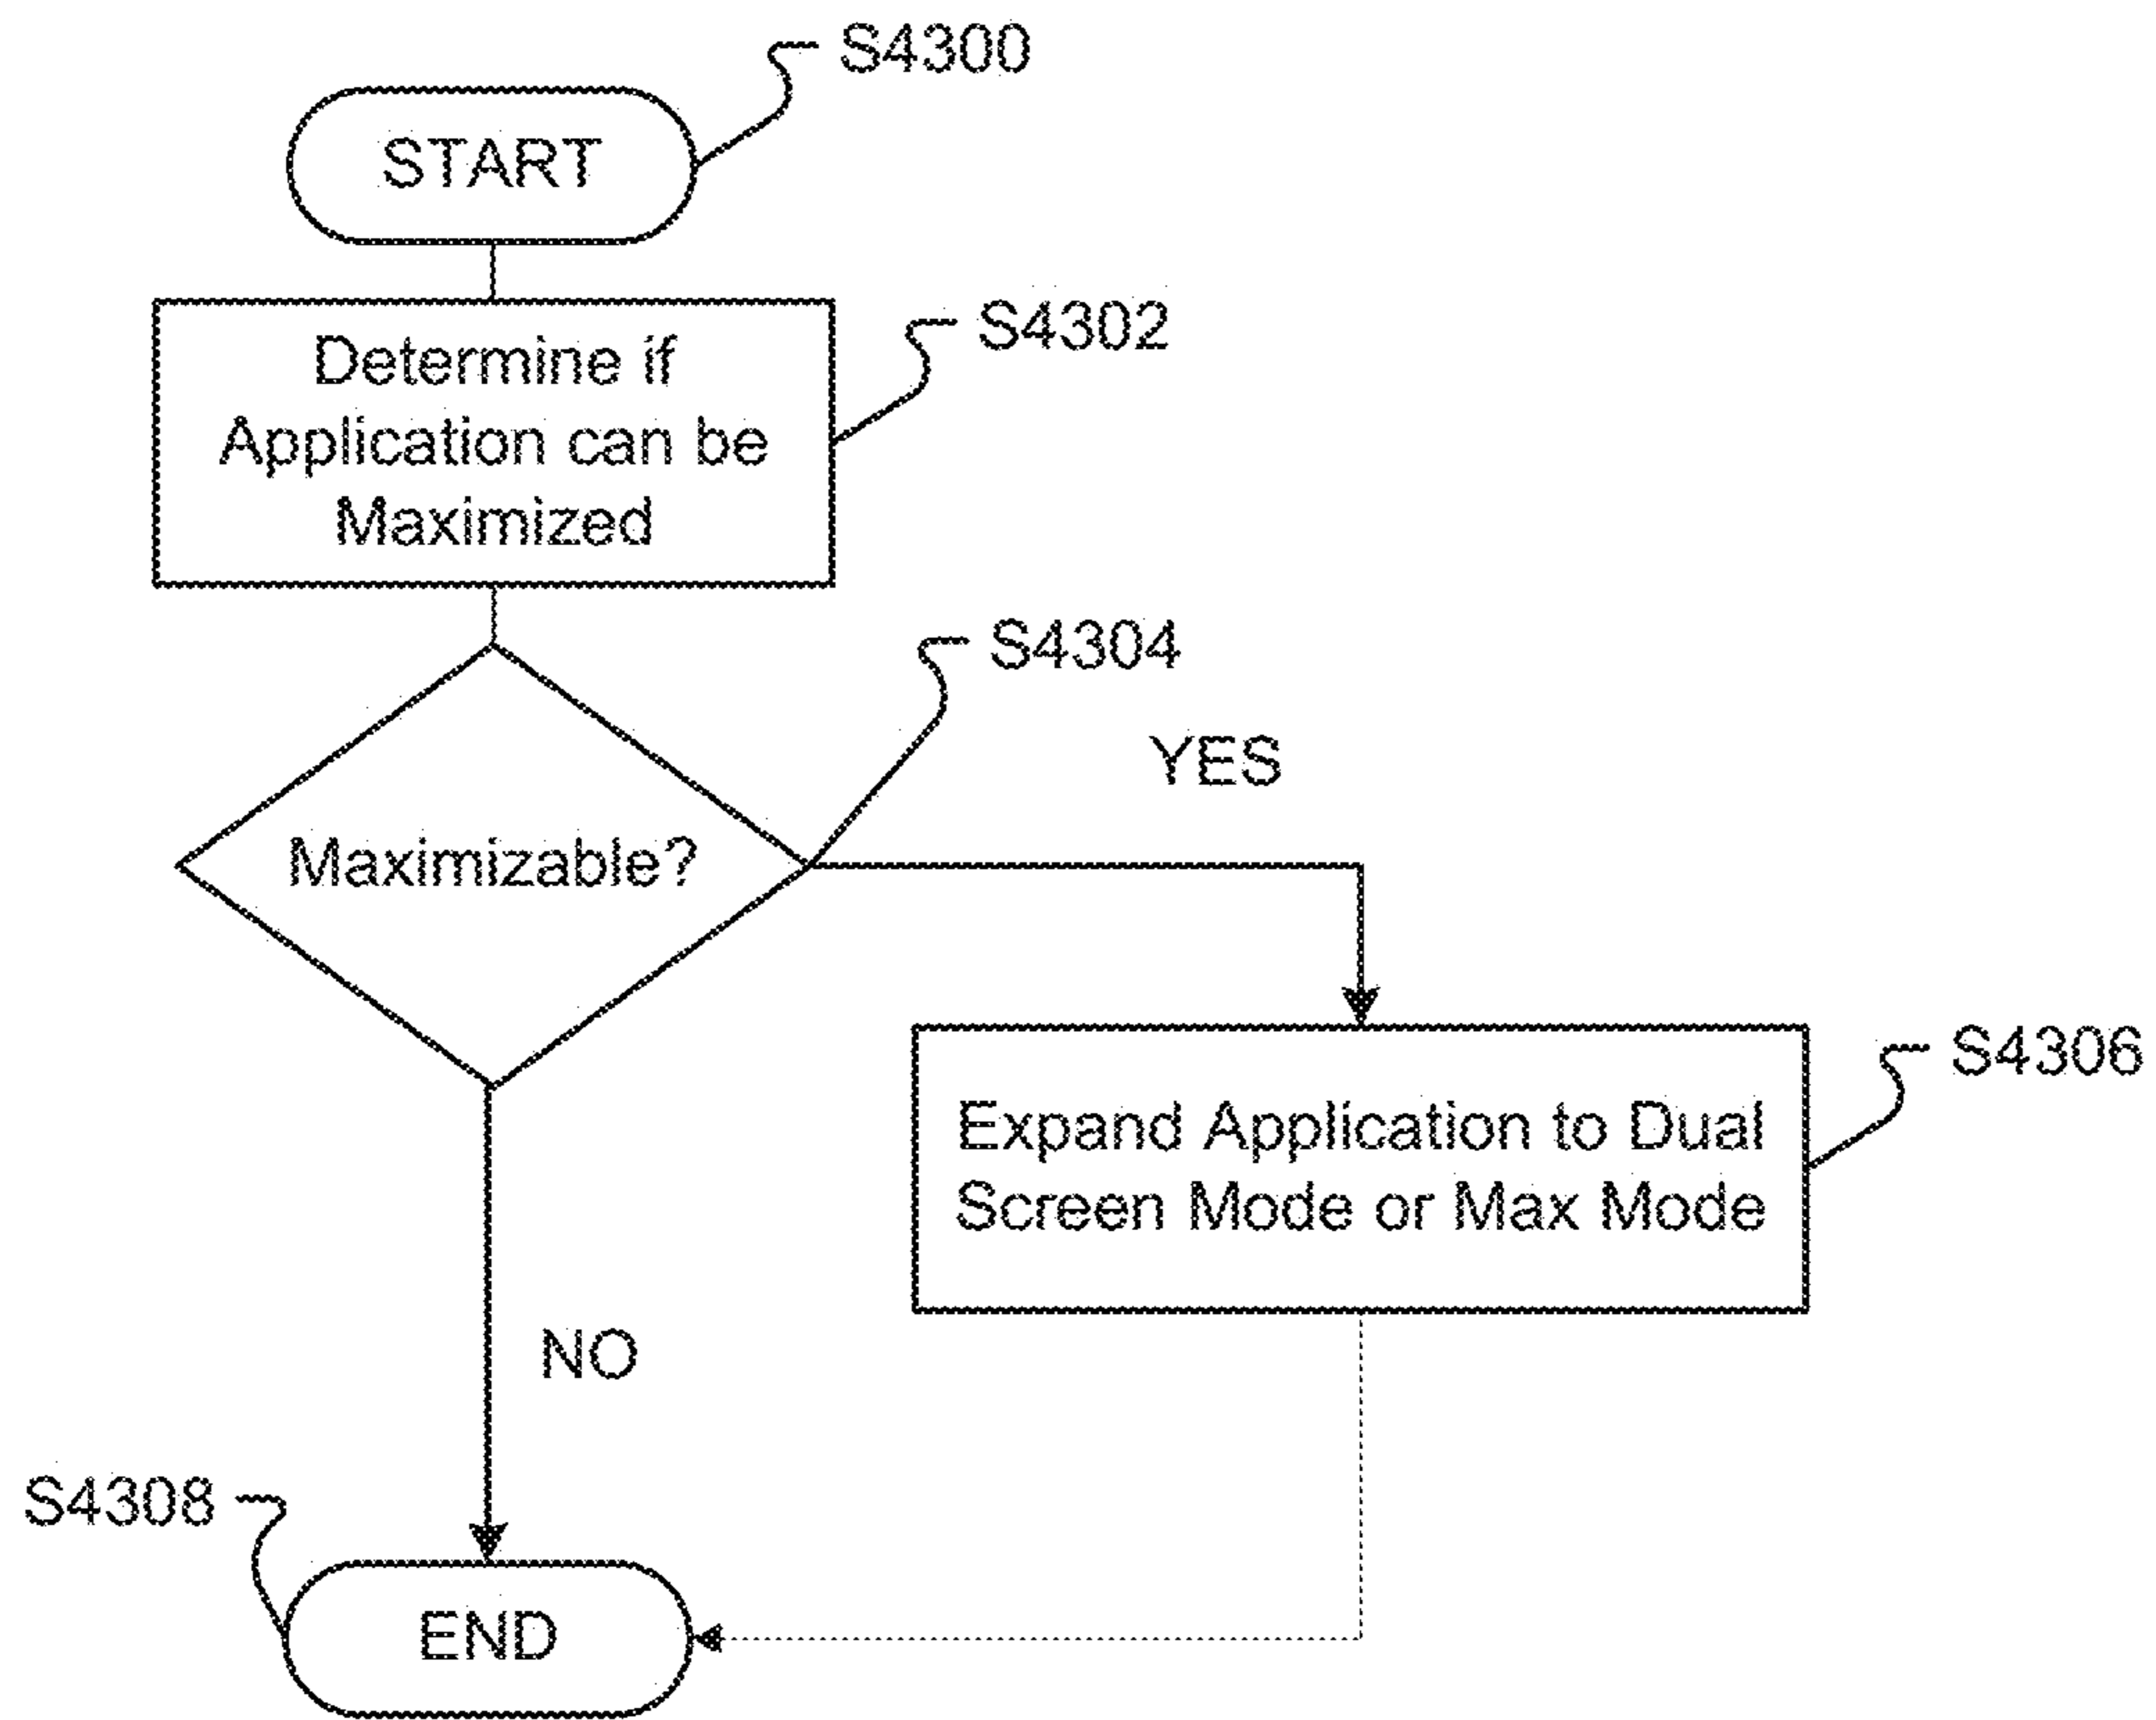 S4300
START
S4302
Determine if
Application can be
Maximized
S4304
YES
Maximizable?
S4306
Expand Application to Dual
Screen Mode or Max Mode
NO
S4308
END